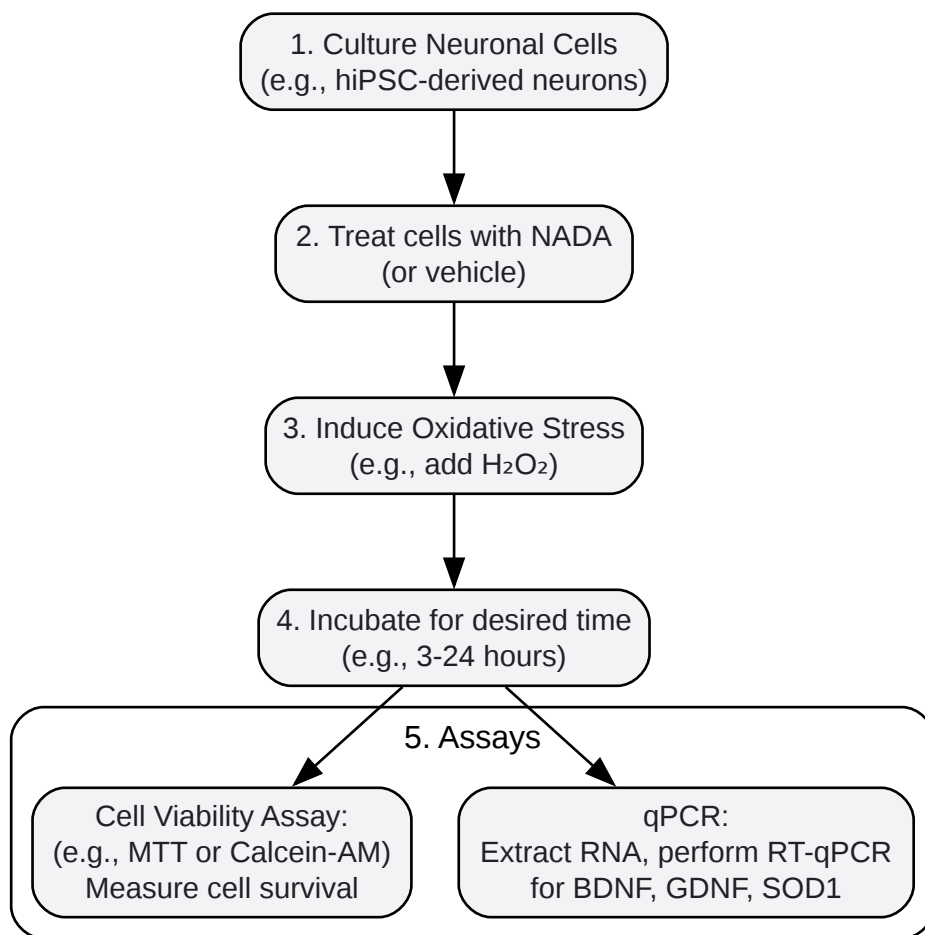 1. Culture Neuronal Cells
(e.g., hiPSC-derived neurons)
2. Treat cells with NADA
(or vehicle)
3. Induce Oxidative Stress
(e.g., add H₂O₂)
4. Incubate for desired time
(e.g., 3-24 hours)
5. Assays
Cell Viability Assay:
(e.g., MTT or Calcein-AM)
Measure cell survival
qPCR:
Extract RNA, perform RT-qPCR
for BDNF, GDNF, SOD1